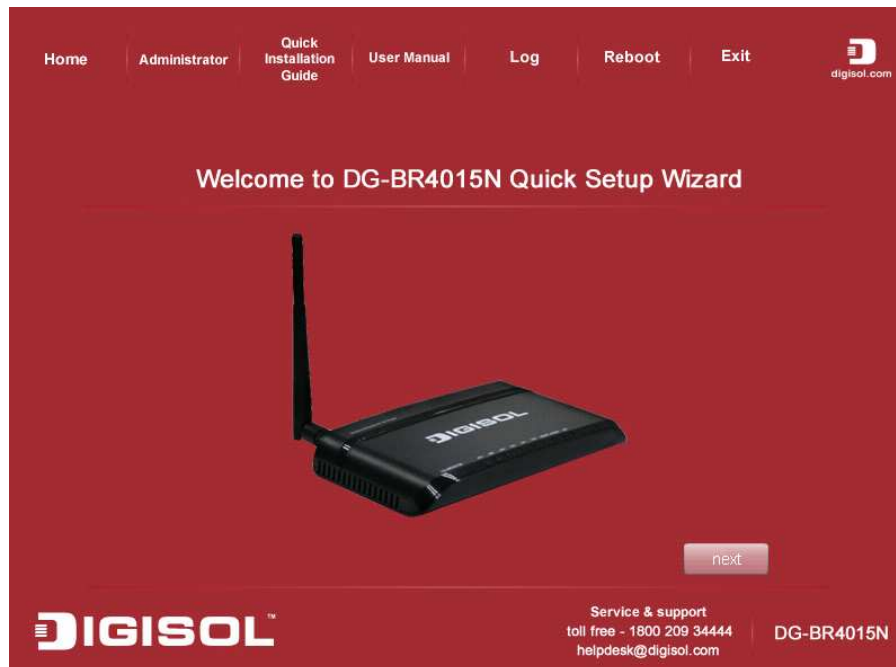 Home
Administrator
Quick
Installation
Guide
User Manual
Log
Reboot
Exit
digisol.com
Welcome to DG-BR4015N Quick Setup Wizard
DIGISOL
next
DIGISOL™
Service & support
toll free - 1800 209 34444
helpdesk@digisol.com
DG-BR4015N